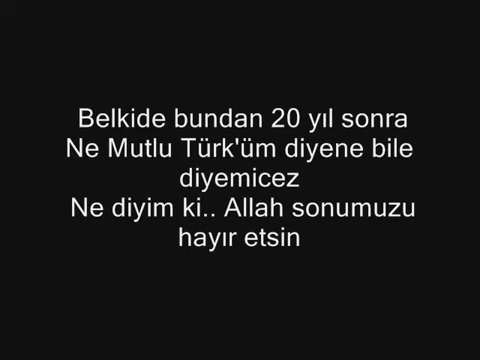 Belkide bundan 20 yıl sonra
Ne Mutlu Türk'üm diyene bile
diyemicez
Ne diyim ki.. Allah sonumuzu
hayır etsin